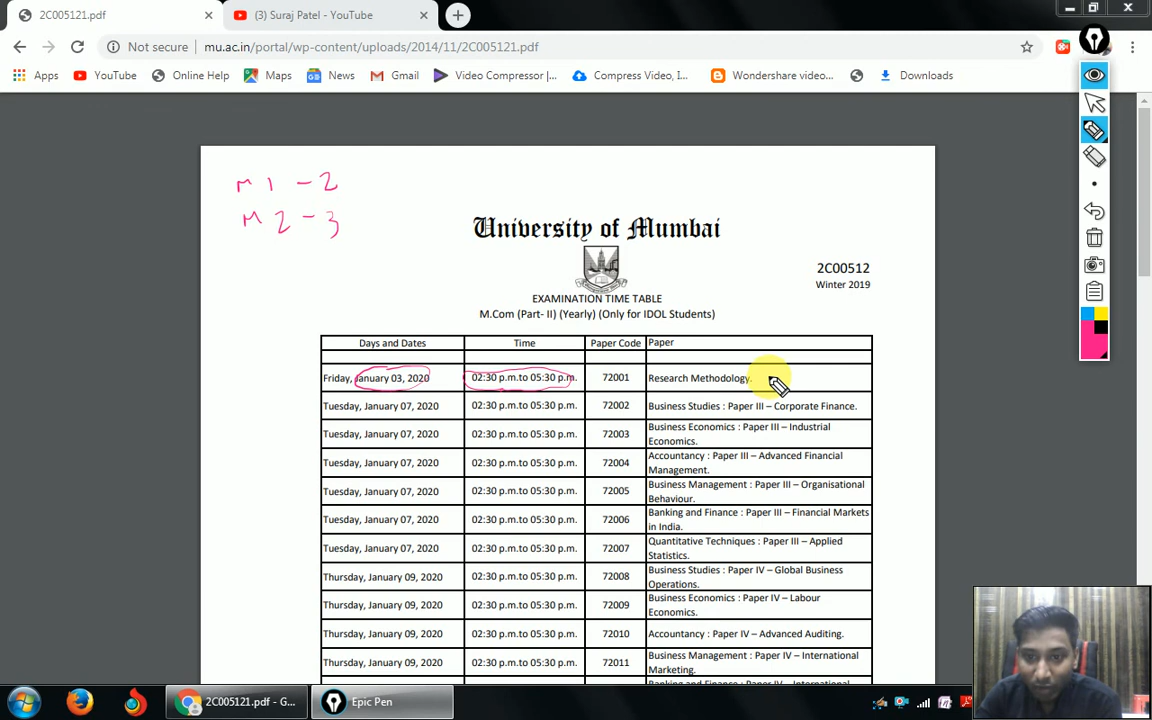 2C005121.pdf
(3) Suraj Patel - YouTube
Not secure | mu.ac.in/portal/wp-content/uploads/2014/11/2C005121.pdf
Apps YouTube Online Help Maps News Gmail Video Compressor |... Compress Video, I... Wondershare video... Downloads
M 1 - 2
M 2 - 3
University of Mumbai
2C00512
Winter 2019
EXAMINATION TIME TABLE
M.Com (Part- II) (Yearly) (Only for IDOL Students)
Days and Dates Time Paper Code Paper
Friday, January 03, 2020 02:30 p.m.to 05:30 p.m. 72001 Research Methodology.
Tuesday, January 07, 2020 02:30 p.m.to 05:30 p.m. 72002 Business Studies : Paper III – Corporate Finance.
Tuesday, January 07, 2020 02:30 p.m.to 05:30 p.m. 72003 Business Economics : Paper III – Industrial
Economics.
Tuesday, January 07, 2020 02:30 p.m.to 05:30 p.m. 72004 Accountancy : Paper III – Advanced Financial
Management.
Tuesday, January 07, 2020 02:30 p.m.to 05:30 p.m. 72005 Business Management : Paper III – Organisational
Behaviour.
Tuesday, January 07, 2020 02:30 p.m.to 05:30 p.m. 72006 Banking and Finance : Paper III – Financial Markets
in India.
Tuesday, January 07, 2020 02:30 p.m.to 05:30 p.m. 72007 Quantitative Techniques : Paper III – Applied
Statistics.
Thursday, January 09, 2020 02:30 p.m.to 05:30 p.m. 72008 Business Studies : Paper IV – Global Business
Operations.
Thursday, January 09, 2020 02:30 p.m.to 05:30 p.m. 72009 Business Economics : Paper IV – Labour
Economics.
Thursday, January 09, 2020 02:30 p.m.to 05:30 p.m. 72010 Accountancy : Paper IV – Advanced Auditing.
Thursday, January 09, 2020 02:30 p.m.to 05:30 p.m. 72011 Business Management : Paper IV – International
Marketing.
Banking and Finance : Paper IV – International
2C005121.pdf - G...
Epic Pen